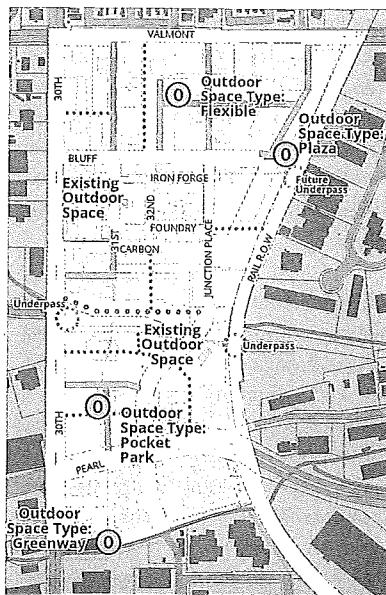 VALMONT
30TH
O
Outdoor
Space Type:
Flexible
Outdoor
Space Type:
Plaza
O
BLUFF
IRON FORGE
Future
Underpass
Existing
Outdoor
Space
32ND
FOUNDRY
31ST
CARBON
JUNCTION PLACE
RAIL R.O.W
Underpass
Existing
Outdoor
Space
Underpass
O
Outdoor
Space Type:
Pocket
Park
30TH
PEARL
Outdoor
Space Type:
Greenway
O